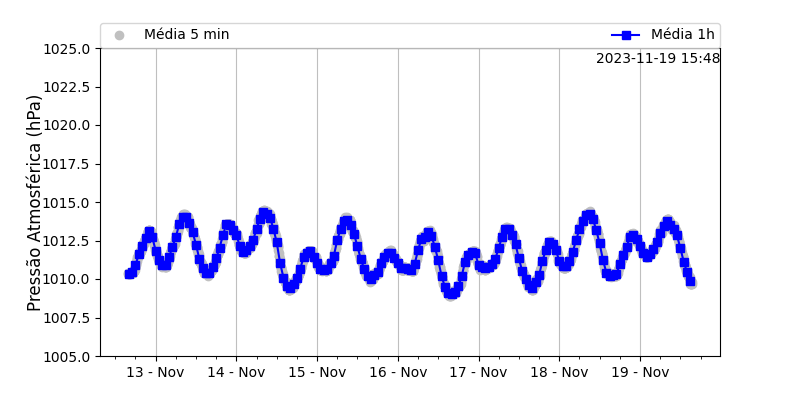 Média 5 min
Média 1h
2023-11-19 15:48
Pressão Atmosférica (hPa)
1025.0
1022.5
1020.0
1017.5
1015.0
1012.5
1010.0
1007.5
1005.0
13 - Nov
14 - Nov
15 - Nov
16 - Nov
17 - Nov
18 - Nov
19 - Nov